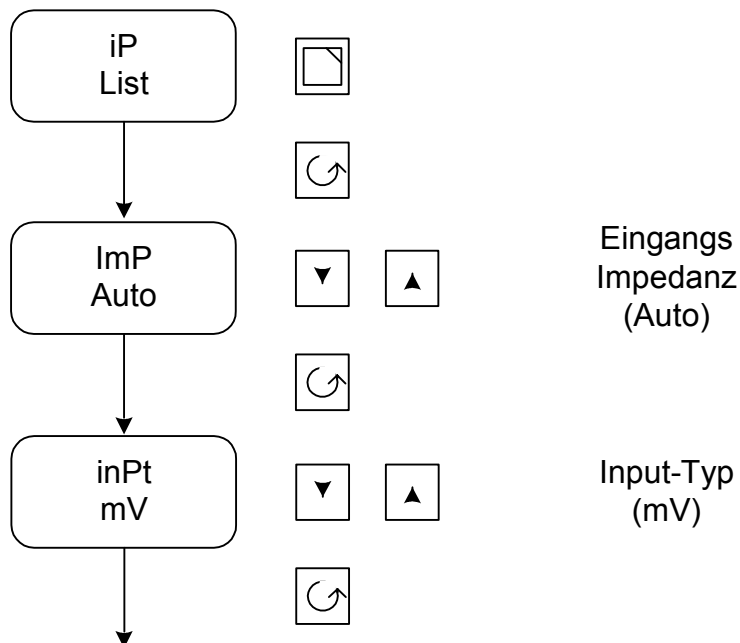 iP
List
ImP
Auto
Eingangs
Impedanz
(Auto)
inPt
mV
Input-Typ
(mV)